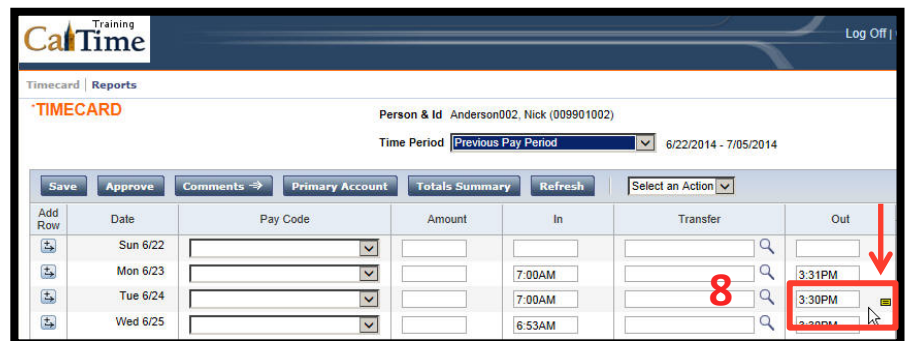 Training
CalTime
Log Off |
Timecard | Reports
*TIMECARD
Person & Id Anderson002, Nick (009901002)
Time Period Previous Pay Period 6/22/2014 - 7/05/2014
Save Approve Comments Primary Account Totals Summary Refresh Select an Action
Add Row Date Pay Code Amount In Transfer Out
Sun 6/22
Mon 6/23 7:00AM 3:31PM
Tue 6/24 7:00AM 8 3:30PM
Wed 6/25 6:53AM 3:30PM